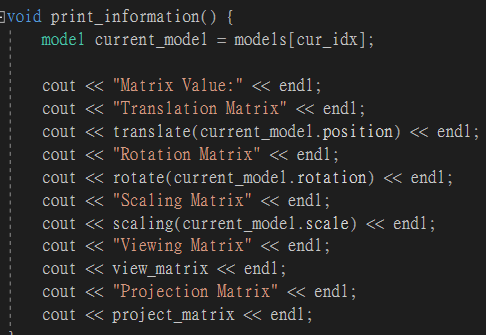 void print_information() {
model current_model = models[cur_idx];
cout << "Matrix Value:" << endl;
cout << "Translation Matrix" << endl;
cout << translate(current_model.position) << endl;
cout << "Rotation Matrix" << endl;
cout << rotate(current_model.rotation) << endl;
cout << "Scaling Matrix" << endl;
cout << scaling(current_model.scale) << endl;
cout << "Viewing Matrix" << endl;
cout << view_matrix << endl;
cout << "Projection Matrix" << endl;
cout << project_matrix << endl;